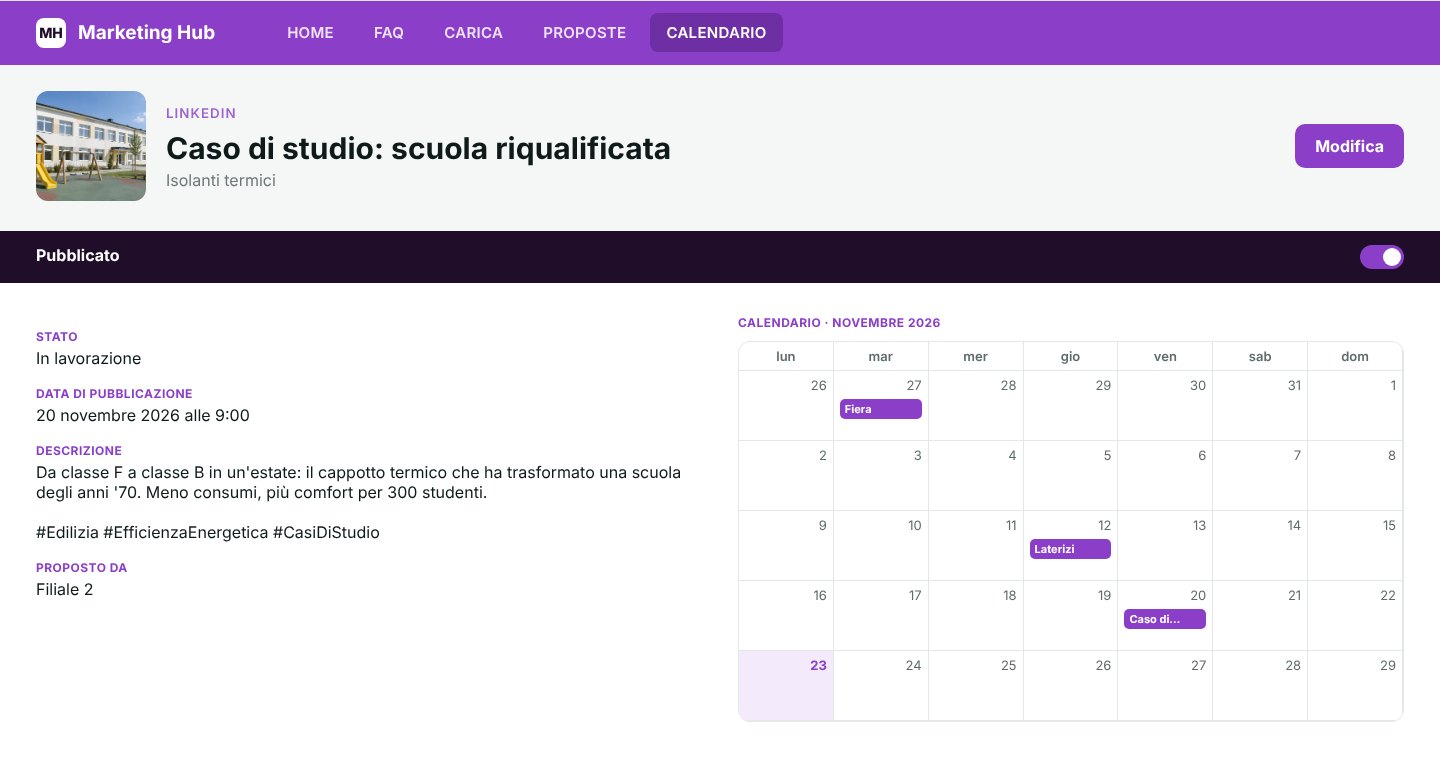 MH Marketing Hub HOME FAQ CARICA PROPOSTE CALENDARIO
LINKEDIN
Caso di studio: scuola riqualificata
Isolanti termici
Modifica
Pubblicato
STATO
In lavorazione
DATA DI PUBBLICAZIONE
20 novembre 2026 alle 9:00
DESCRIZIONE
Da classe F a classe B in un'estate: il cappotto termico che ha trasformato una scuola
degli anni '70. Meno consumi, più comfort per 300 studenti.
#Edilizia #EfficienzaEnergetica #CasiDiStudio
PROPOSTO DA
Filiale 2
CALENDARIO · NOVEMBRE 2026
lun mar mer gio ven sab dom
26 27 28 29 30 31 1
Fiera
2 3 4 5 6 7 8
9 10 11 12 13 14 15
Laterizi
16 17 18 19 20 21 22
Caso di...
23 24 25 26 27 28 29